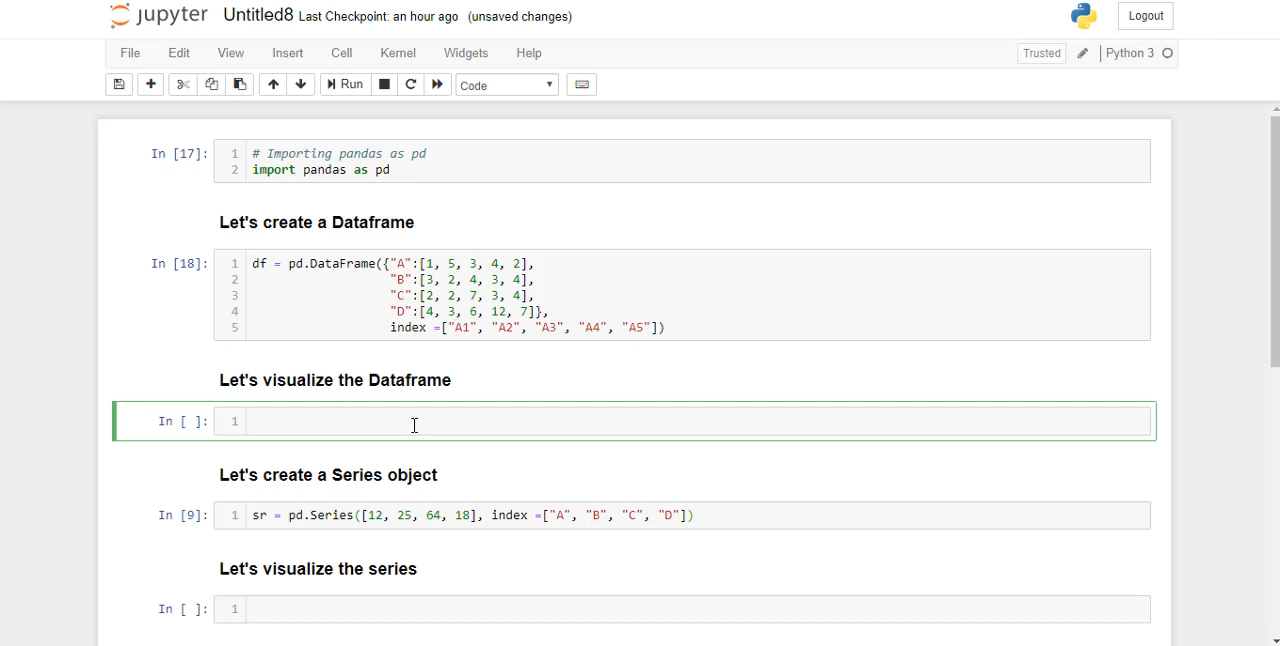 jupyter Untitled8 Last Checkpoint: an hour ago (unsaved changes) Logout
File Edit View Insert Cell Kernel Widgets Help Trusted Python 3
Run Code
In [17]: 1 # Importing pandas as pd
2 import pandas as pd
Let's create a Dataframe
In [18]: 1 df = pd.DataFrame({"A":[1, 5, 3, 4, 2],
2 "B":[3, 2, 4, 3, 4],
3 "C":[2, 2, 7, 3, 4],
4 "D":[4, 3, 6, 12, 7]},
5 index =["A1", "A2", "A3", "A4", "A5"])
Let's visualize the Dataframe
In [ ]: 1
Let's create a Series object
In [9]: 1 sr = pd.Series([12, 25, 64, 18], index =["A", "B", "C", "D"])
Let's visualize the series
In [ ]: 1